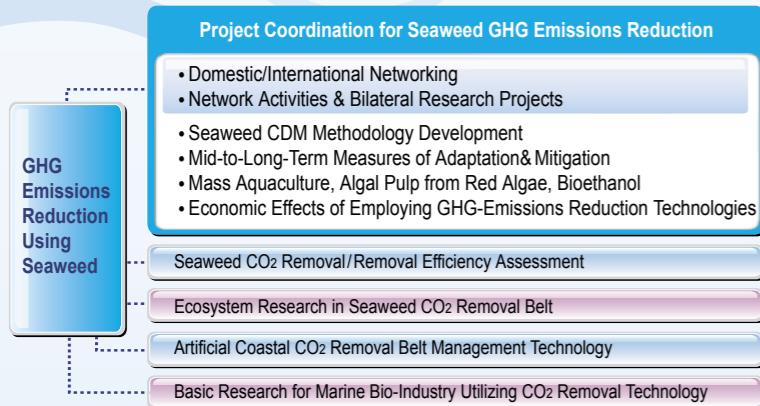 Project Coordination for Seaweed GHG Emissions Reduction
• Domestic/International Networking
• Network Activities & Bilateral Research Projects
• Seaweed CDM Methodology Development
• Mid-to-Long-Term Measures of Adaptation& Mitigation
• Mass Aquaculture, Algal Pulp from Red Algae, Bioethanol
• Economic Effects of Employing GHG-Emissions Reduction Technologies
GHG
Emissions
Reduction
Using
Seaweed
Seaweed CO2 Removal/Removal Efficiency Assessment
Ecosystem Research in Seaweed CO2 Removal Belt
Artificial Coastal CO2 Removal Belt Management Technology
Basic Research for Marine Bio-Industry Utilizing CO2 Removal Technology